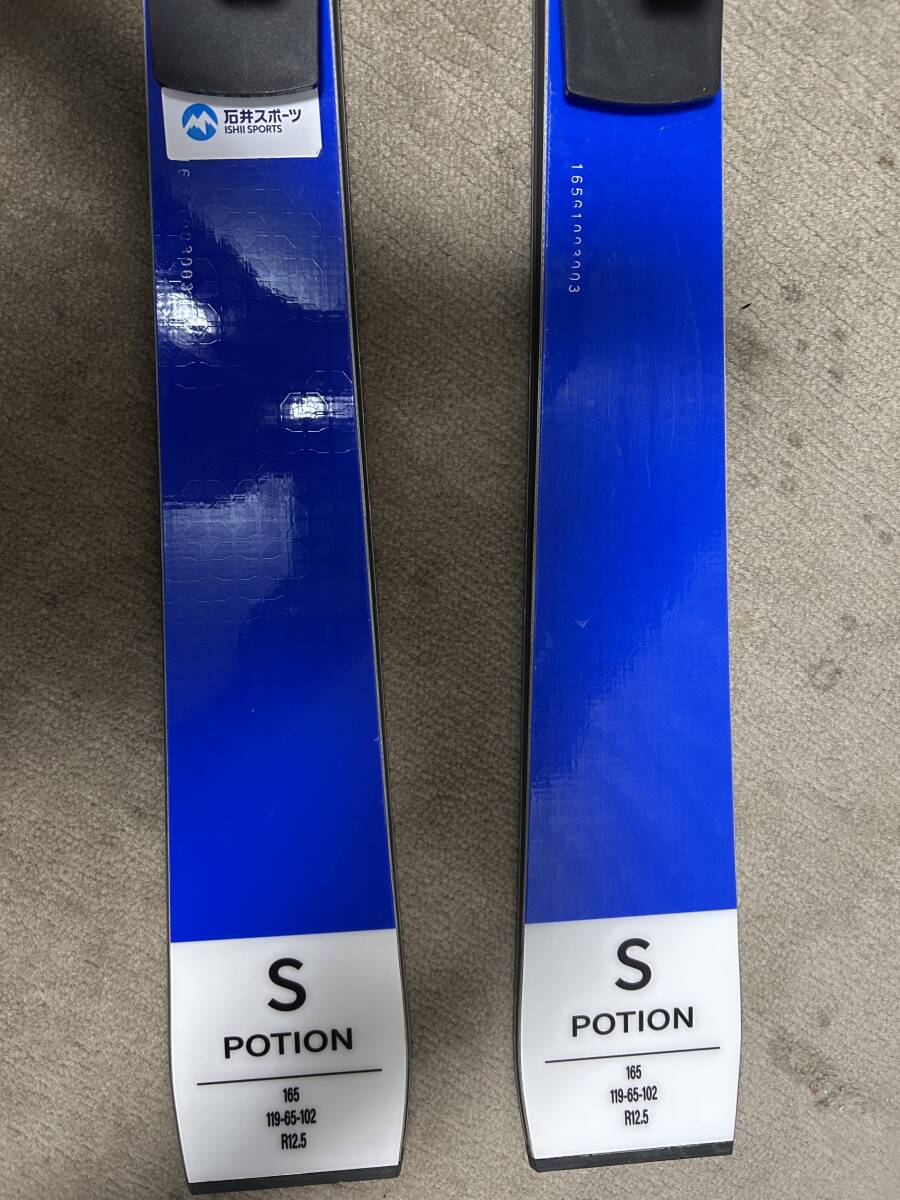 石井スポーツ
ISHII SPORTS
S
POTION
165
119-65-102
R12.5
S
POTION
165
119-65-102
R12.5